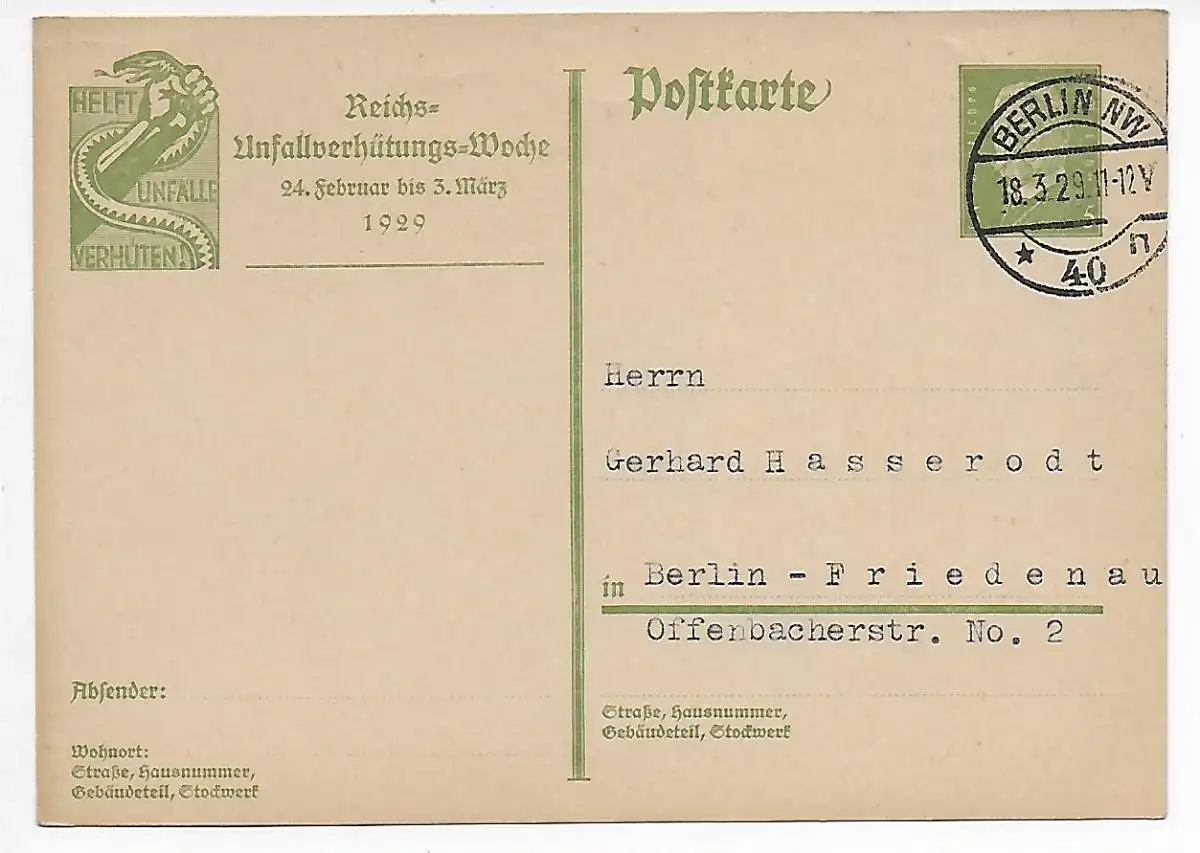 HELFT
UNFÄLLE
VERHÜTEN!
Reichs-
Unfallverhütungs-Woche
24. Februar bis 3. März
1929
Postkarte
BERLIN NW
18.3.29.11-12V
* 40 n
5
Herrn
Gerhard Hasserodt
in Berlin - Friedenau
Offenbacherstr. No. 2
Straße, Hausnummer,
Gebäudeteil, Stockwerk
Absender:
Wohnort:
Straße, Hausnummer,
Gebäudeteil, Stockwerk